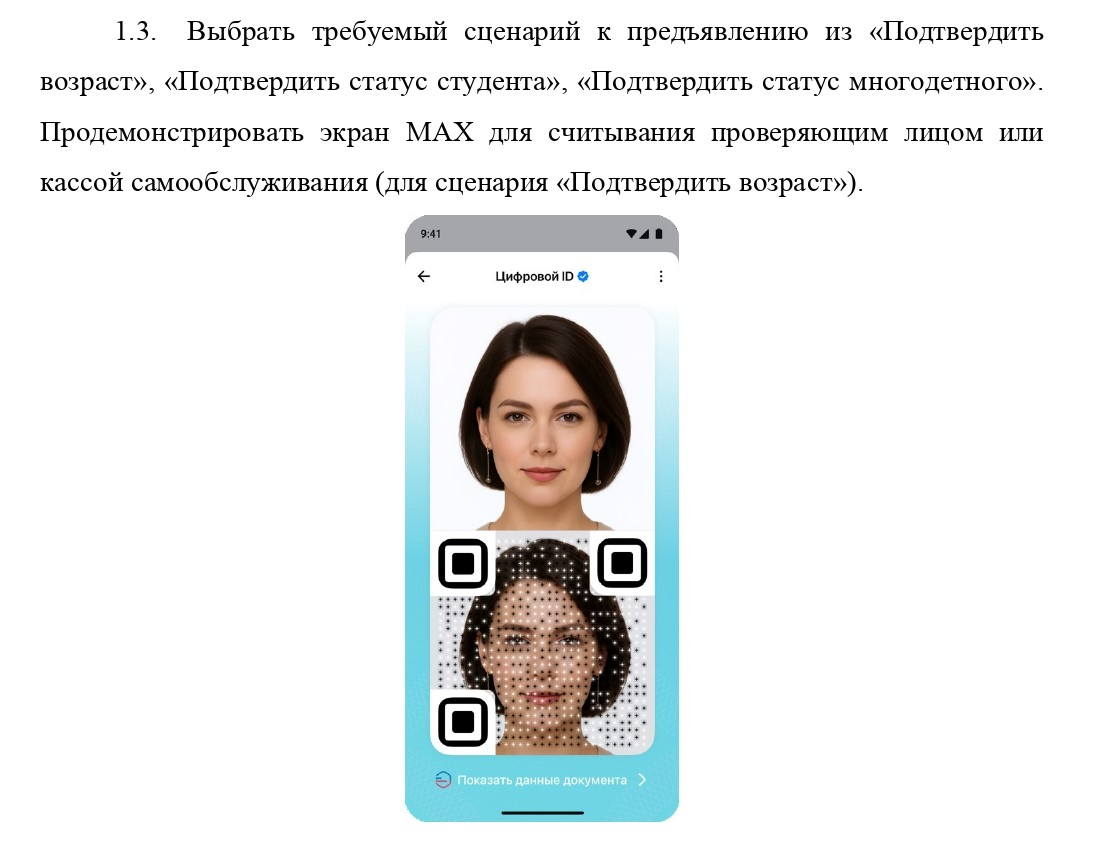 1.3. Выбрать требуемый сценарий к предъявлению из «Подтвердить
возраст», «Подтвердить статус студента», «Подтвердить статус многодетного».
Продемонстрировать экран MAX для считывания проверяющим лицом или
кассой самообслуживания (для сценария «Подтвердить возраст»).
9:41
Цифровой ID
Показать данные документа